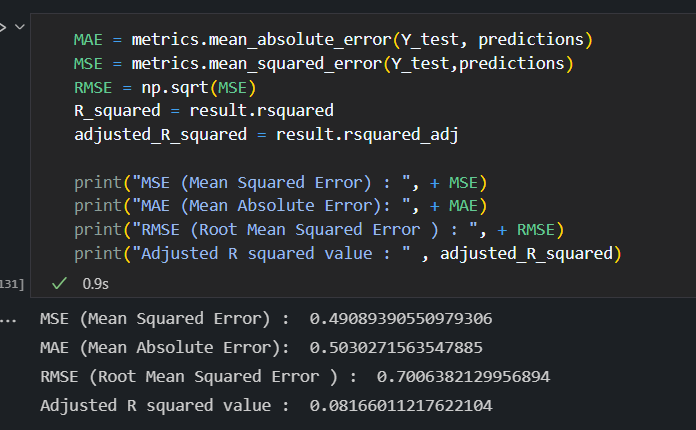 MAE = metrics.mean_absolute_error(Y_test, predictions)
MSE = metrics.mean_squared_error(Y_test,predictions)
RMSE = np.sqrt(MSE)
R_squared = result.rsquared
adjusted_R_squared = result.rsquared_adj
print("MSE (Mean Squared Error) : ", + MSE)
print("MAE (Mean Absolute Error): ", + MAE)
print("RMSE (Root Mean Squared Error ) : ", + RMSE)
print("Adjusted R squared value : " , adjusted_R_squared)
131] ✓ 0.9s
... MSE (Mean Squared Error) :  0.49089390550979306
MAE (Mean Absolute Error):  0.5030271563547885
RMSE (Root Mean Squared Error ) :  0.7006382129956894
Adjusted R squared value :  0.08166011217622104